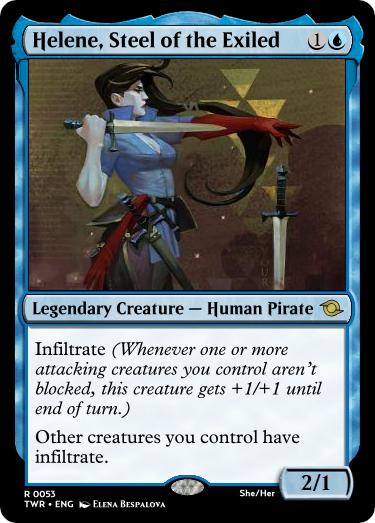 Helene, Steel of the Exiled 1
Legendary Creature — Human Pirate
Infiltrate (Whenever one or more
attacking creatures you control aren't
blocked, this creature gets +1/+1 until
end of turn.)
Other creatures you control have
infiltrate.
2/1
R 0053
She/Her
TWR • ENG Elena Bespalova